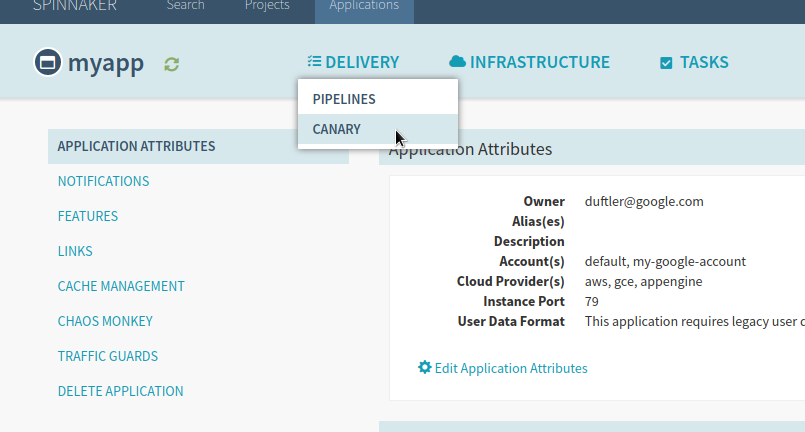 SPINNAKER Search Projects Applications
myapp DELIVERY INFRASTRUCTURE TASKS
PIPELINES
CANARY
APPLICATION ATTRIBUTES
NOTIFICATIONS
FEATURES
LINKS
CACHE MANAGEMENT
CHAOS MONKEY
TRAFFIC GUARDS
DELETE APPLICATION
Application Attributes
Owner duftler@google.com
Alias(es)
Description
Account(s) default, my-google-account
Cloud Provider(s) aws, gce, appengine
Instance Port 79
User Data Format This application requires legacy user
Edit Application Attributes